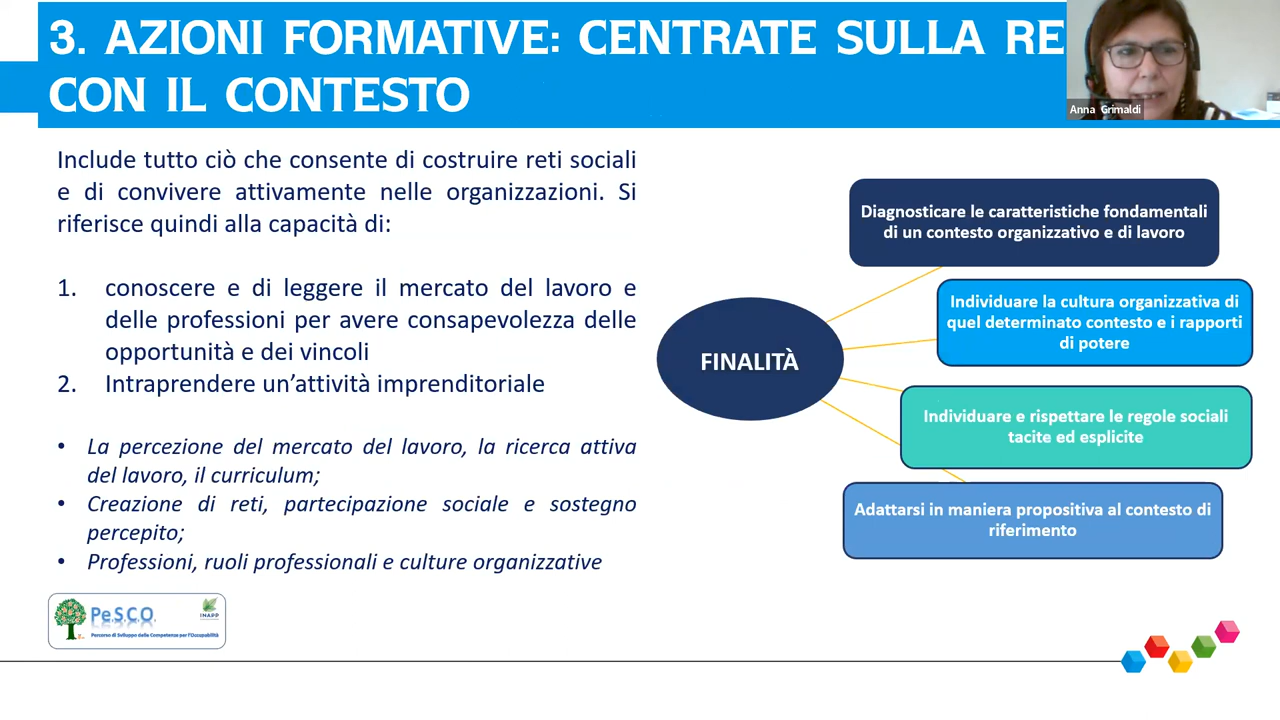 3. AZIONI FORMATIVE: CENTRATE SULLA RE
CON IL CONTESTO
Anna Grimaldi
Include tutto ciò che consente di costruire reti sociali
e di convivere attivamente nelle organizzazioni. Si
riferisce quindi alla capacità di:
1. conoscere e di leggere il mercato del lavoro e
delle professioni per avere consapevolezza delle
opportunità e dei vincoli
2. Intraprendere un’attività imprenditoriale
• La percezione del mercato del lavoro, la ricerca attiva
del lavoro, il curriculum;
• Creazione di reti, partecipazione sociale e sostegno
percepito;
• Professioni, ruoli professionali e culture organizzative
FINALITÀ
Diagnosticare le caratteristiche fondamentali
di un contesto organizzativo e di lavoro
Individuare la cultura organizzativa di
quel determinato contesto e i rapporti
di potere
Individuare e rispettare le regole sociali
tacite ed esplicite
Adattarsi in maniera propositiva al contesto di
riferimento
Pe.S.C.O.
INAPP
Percorso di Sviluppo delle Competenze per l'Occupabilità